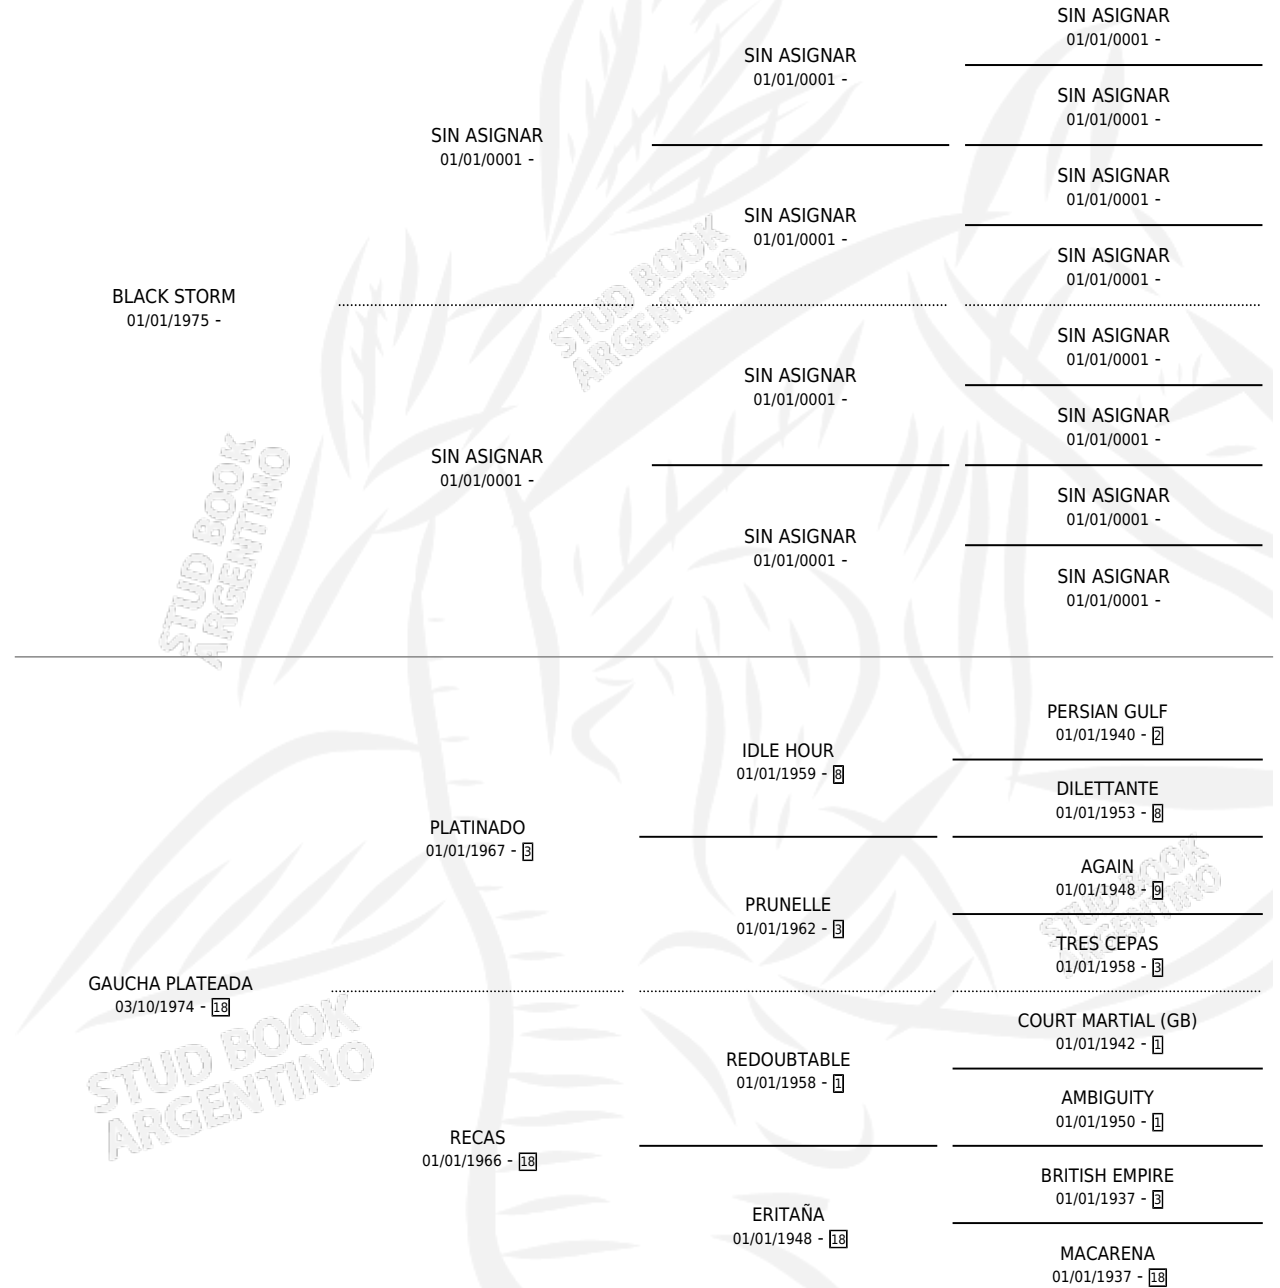 SIN ASIGNAR
01/01/0001 -
SIN ASIGNAR
01/01/0001 -
SIN ASIGNAR
01/01/0001 -
SIN ASIGNAR
01/01/0001 -
SIN ASIGNAR
01/01/0001 -
SIN ASIGNAR
01/01/0001 -
SIN ASIGNAR
01/01/0001 -
BLACK STORM
01/01/1975 -
SIN ASIGNAR
01/01/0001 -
SIN ASIGNAR
01/01/0001 -
SIN ASIGNAR
01/01/0001 -
SIN ASIGNAR
01/01/0001 -
SIN ASIGNAR
01/01/0001 -
SIN ASIGNAR
01/01/0001 -
SIN ASIGNAR
01/01/0001 -
STUD BOOK
ARGENTINO
STUD BOOK
ARGENTINO
PERSIAN GULF
01/01/1940 - 2
IDLE HOUR
01/01/1959 - 8
DILETTANTE
01/01/1953 - 8
PLATINADO
01/01/1967 - 3
AGAIN
01/01/1948 - 9
PRUNELLE
01/01/1962 - 3
TRES CEPAS
01/01/1958 - 3
GAUCHA PLATEADA
03/10/1974 - 18
COURT MARTIAL (GB)
01/01/1942 - 1
REDOUBTABLE
01/01/1958 - 1
AMBIGUITY
01/01/1950 - 1
RECAS
01/01/1966 - 18
BRITISH EMPIRE
01/01/1937 - 3
ERITAÑA
01/01/1948 - 18
MACARENA
01/01/1937 - 18
STUD BOOK
ARGENTINO
STUD BOOK
ARGENTINO